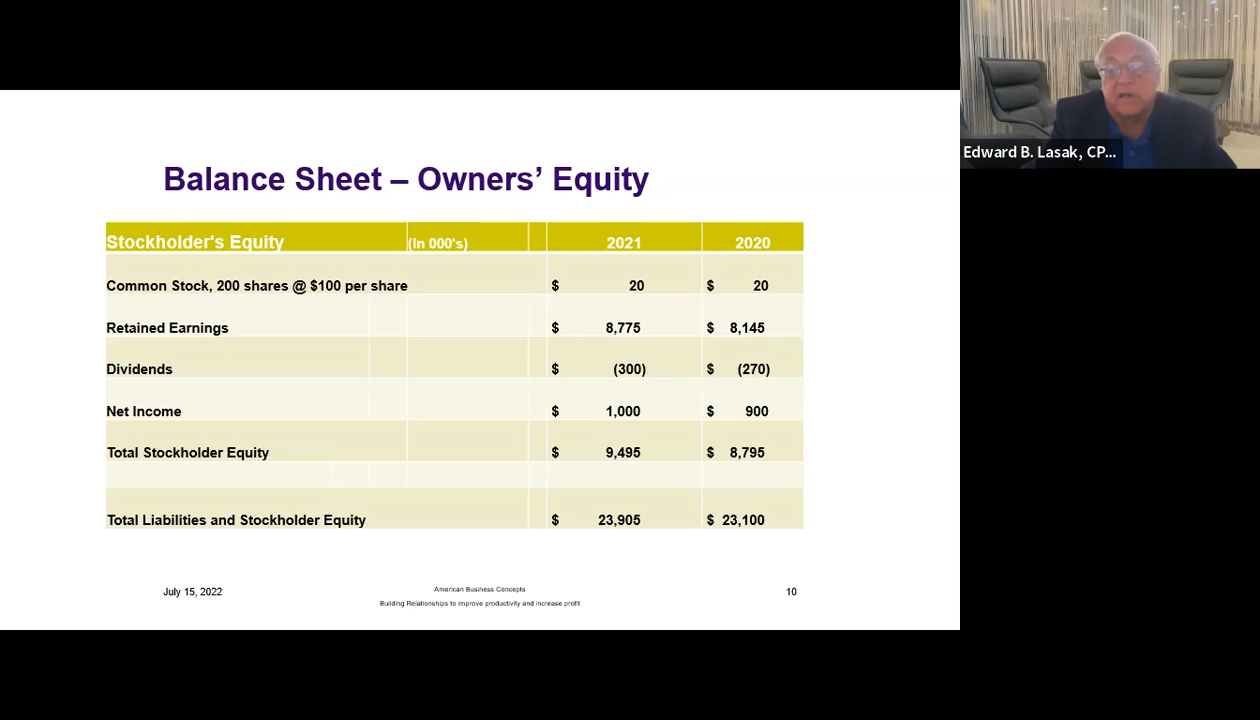 Edward B. Lasak, CP...
Balance Sheet – Owners’ Equity
Stockholder's Equity (In 000's) 2021 2020
Common Stock, 200 shares @ $100 per share $ 20 $ 20
Retained Earnings $ 8,775 $ 8,145
Dividends $ (300) $ (270)
Net Income $ 1,000 $ 900
Total Stockholder Equity $ 9,495 $ 8,795
Total Liabilities and Stockholder Equity $ 23,905 $ 23,100
July 15, 2022 American Business Concepts 10
Building Relationships to improve productivity and increase profit